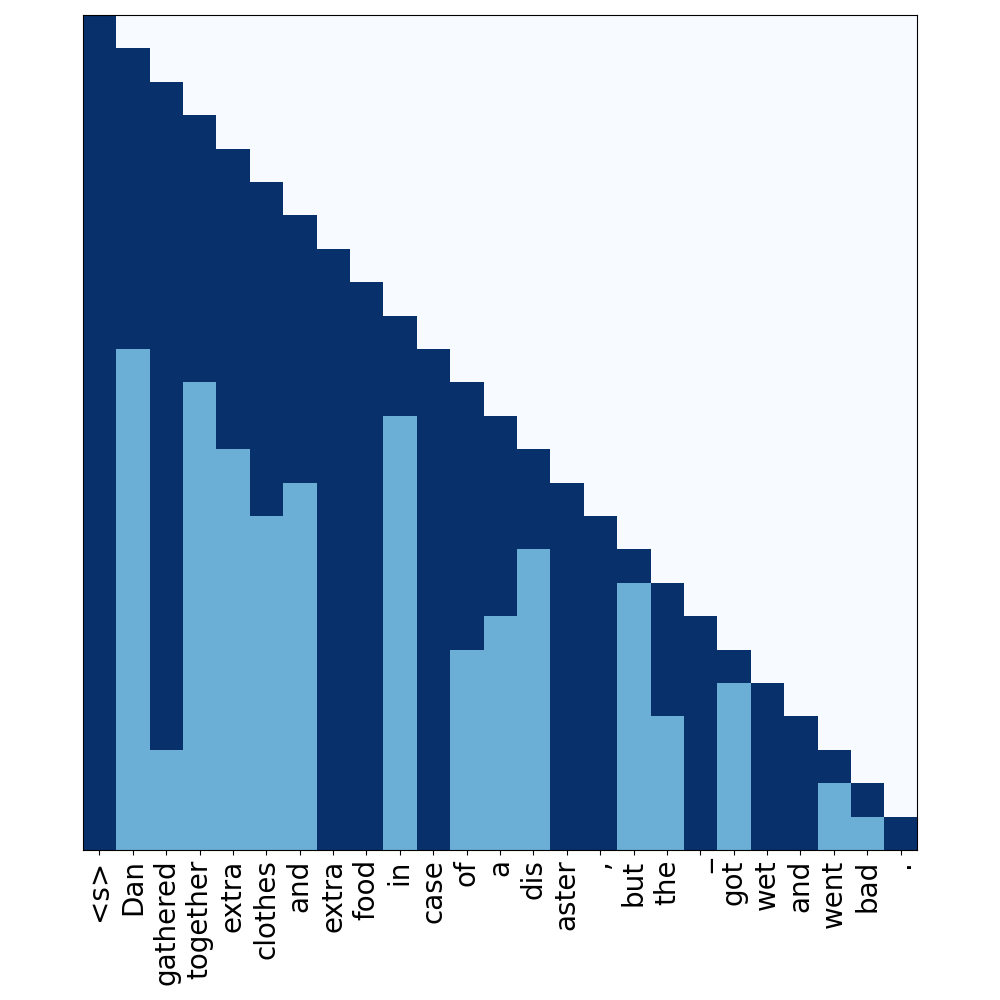 <s>
Dan
gathered
together
extra
clothes
and
extra
food
in
case
of
a
dis
aster
,
but
the
_
got
wet
and
went
bad
.